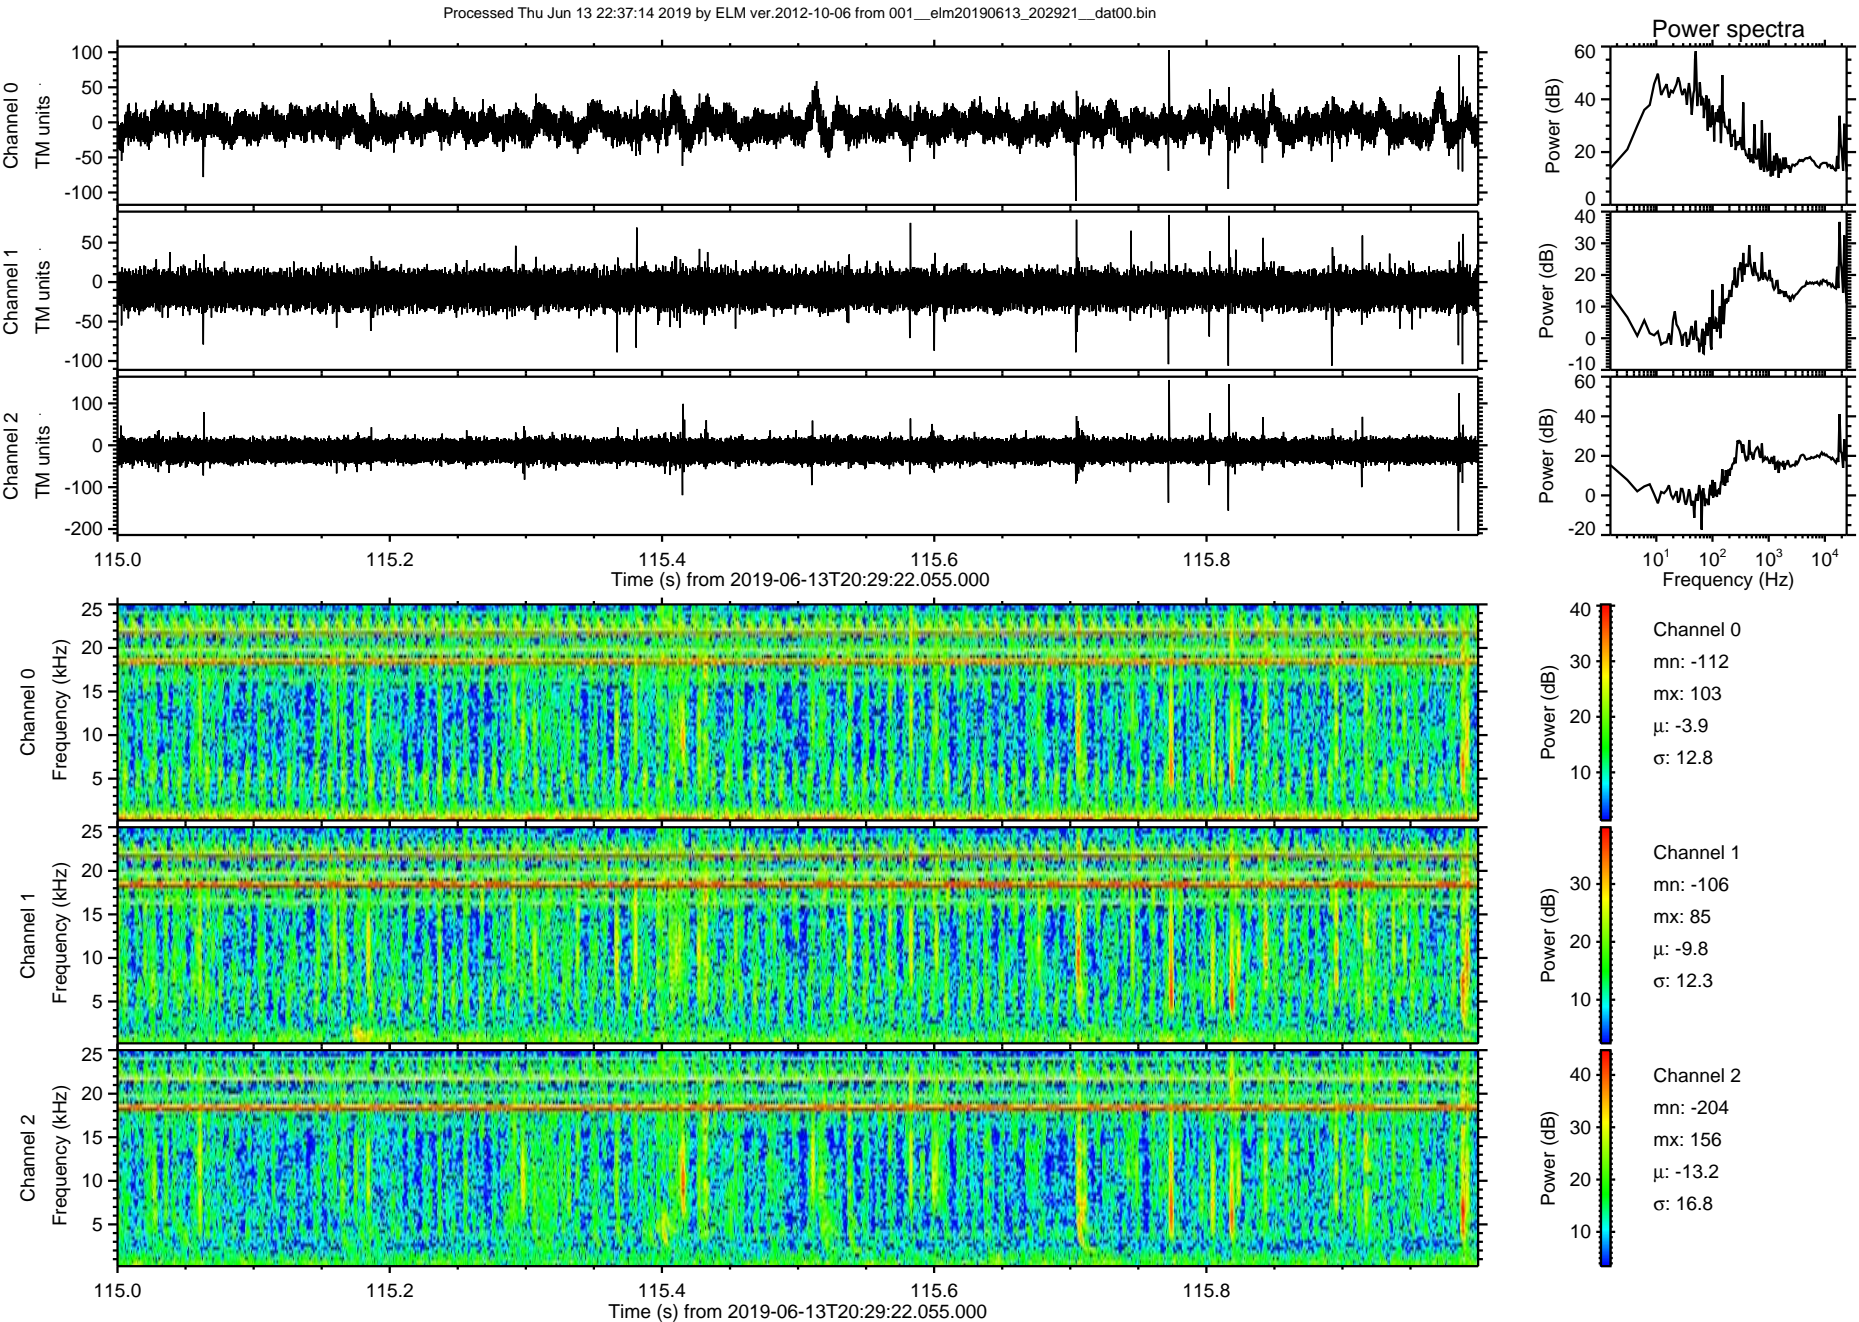 Processed Thu Jun 13 22:37:14 2019 by ELM ver.2012-10-06 from 001__elm20190613_202921__dat00.bin
Power spectra
Channel 0
TM units
100
50
0
-50
-100
Power (dB)
60
40
20
0
Channel 1
TM units
50
0
-50
-100
Power (dB)
40
30
20
10
0
-10
Channel 2
TM units
100
0
-100
-200
Power (dB)
60
40
20
0
-20
115.0 115.2 115.4 115.6 115.8
Time (s) from 2019-06-13T20:29:22.055.000
10¹ 10² 10³ 10⁴
Frequency (Hz)
Channel 0
Frequency (kHz)
25
20
15
10
5
Power (dB)
40
30
20
10
Channel 0
mn: -112
mx: 103
µ: -3.9
σ: 12.8
Channel 1
Frequency (kHz)
25
20
15
10
5
Power (dB)
30
20
10
Channel 1
mn: -106
mx: 85
µ: -9.8
σ: 12.3
Channel 2
Frequency (kHz)
25
20
15
10
5
Power (dB)
40
30
20
10
Channel 2
mn: -204
mx: 156
µ: -13.2
σ: 16.8
115.0 115.2 115.4 115.6 115.8
Time (s) from 2019-06-13T20:29:22.055.000